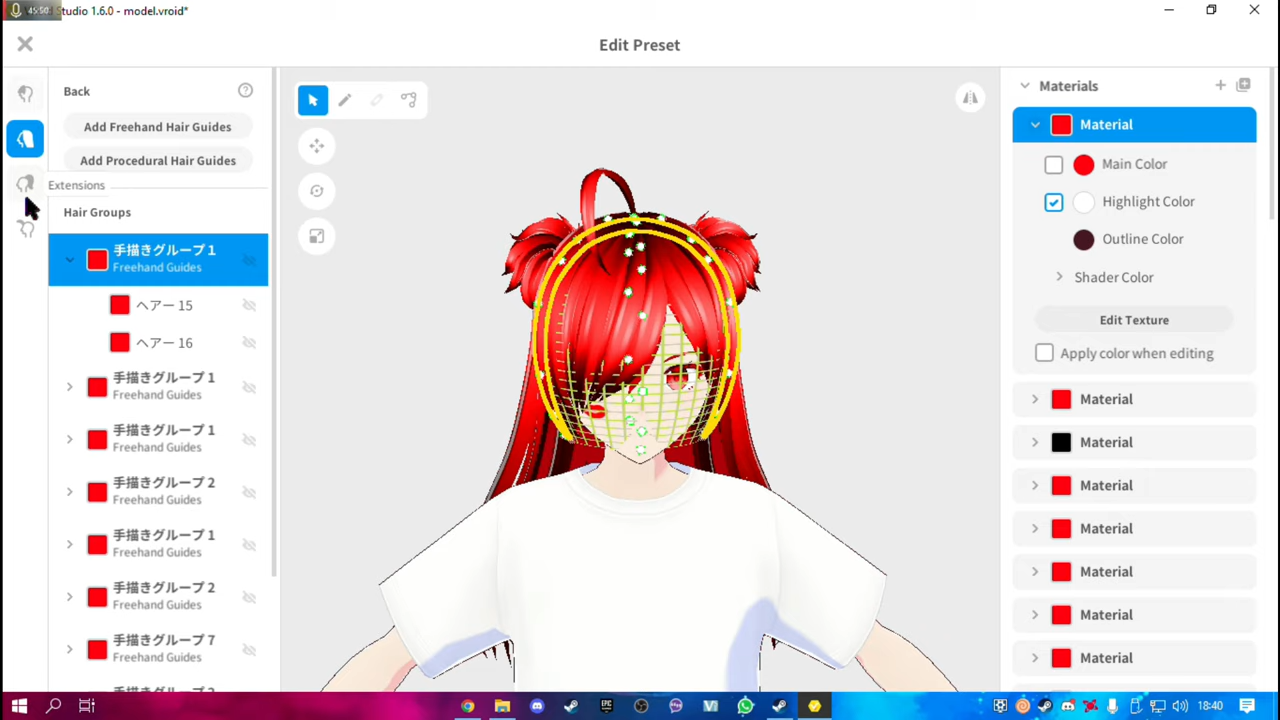 45:50
Studio 1.6.0 - model.vroid*
Edit Preset
Back
Add Freehand Hair Guides
Add Procedural Hair Guides
Extensions
Hair Groups
手描きグループ 1
Freehand Guides
ヘアー 15
ヘアー 16
手描きグループ 1
Freehand Guides
手描きグループ 1
Freehand Guides
手描きグループ 2
Freehand Guides
手描きグループ 1
Freehand Guides
手描きグループ 2
Freehand Guides
手描きグループ 7
Freehand Guides
Materials
Material
Main Color
Highlight Color
Outline Color
Shader Color
Edit Texture
Apply color when editing
Material
Material
Material
Material
Material
Material
Material
EPIC
18:40